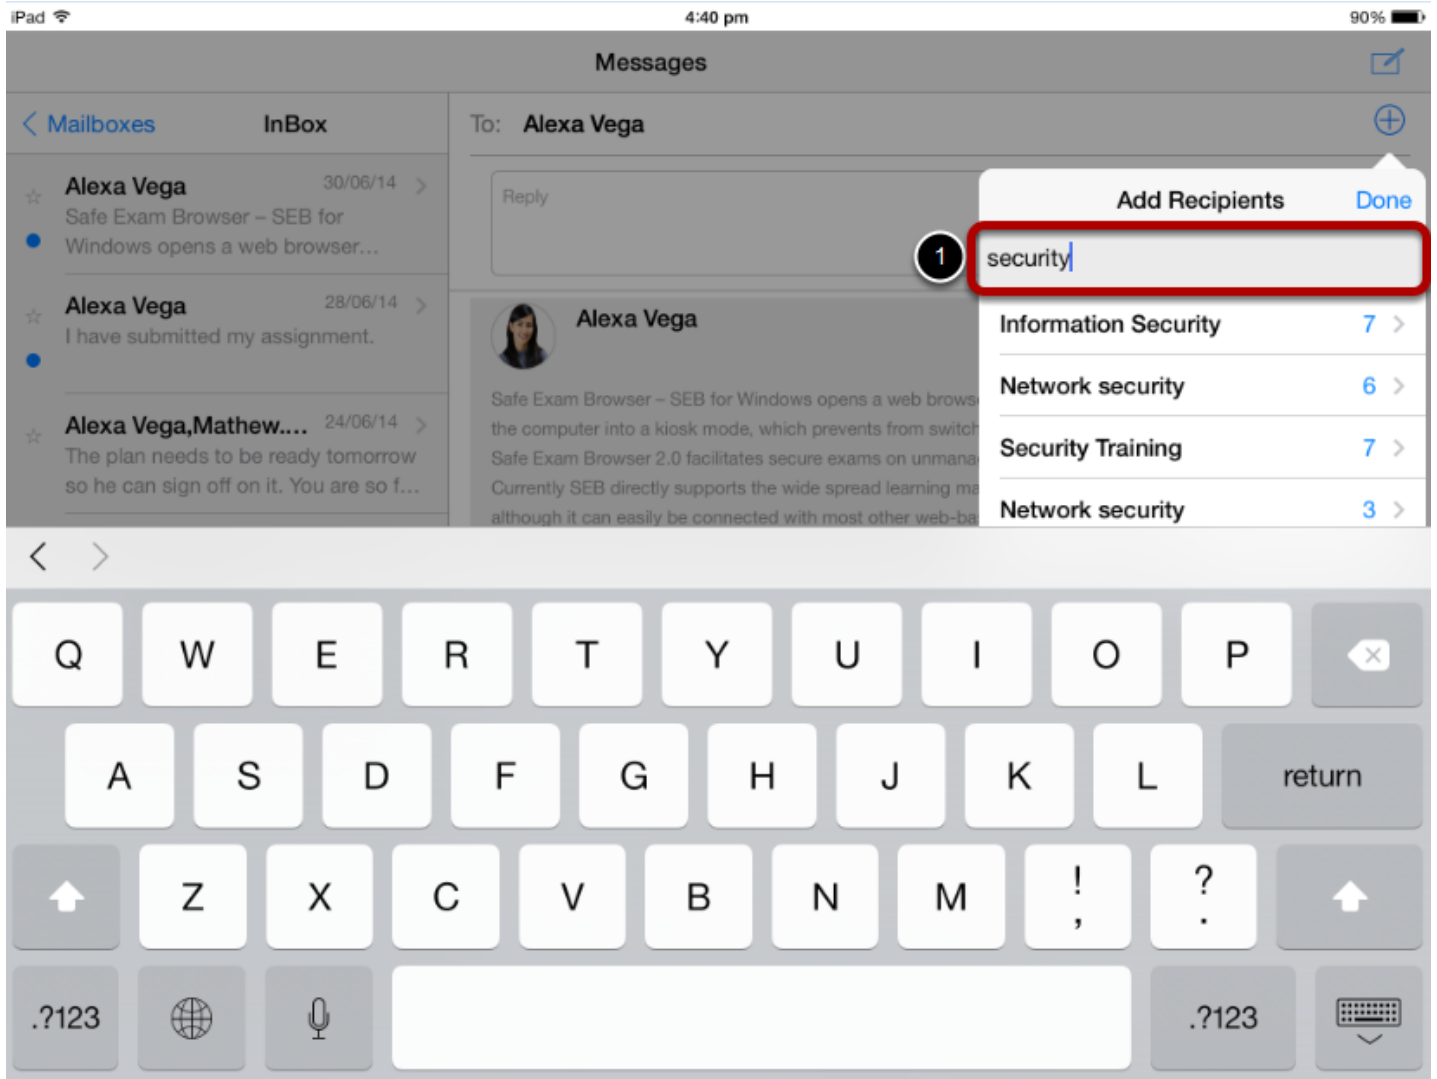 iPad 4:40 pm 90%
Messages
Mailboxes InBox
To: Alexa Vega
Alexa Vega 30/06/14
Safe Exam Browser – SEB for
Windows opens a web browser...
Alexa Vega 28/06/14
I have submitted my assignment.
Alexa Vega,Mathew.... 24/06/14
The plan needs to be ready tomorrow
so he can sign off on it. You are so f...
Reply
Alexa Vega
Safe Exam Browser – SEB for Windows opens a web brows
the computer into a kiosk mode, which prevents from switch
Safe Exam Browser 2.0 facilitates secure exams on unmana
Currently SEB directly supports the wide spread learning ma
although it can easily be connected with most other web-ba
Add Recipients Done
1 security
Information Security 7
Network security 6
Security Training 7
Network security 3
Q W E R T Y U I O P
A S D F G H J K L return
Z X C V B N M ! , ? .
.?123 .?123